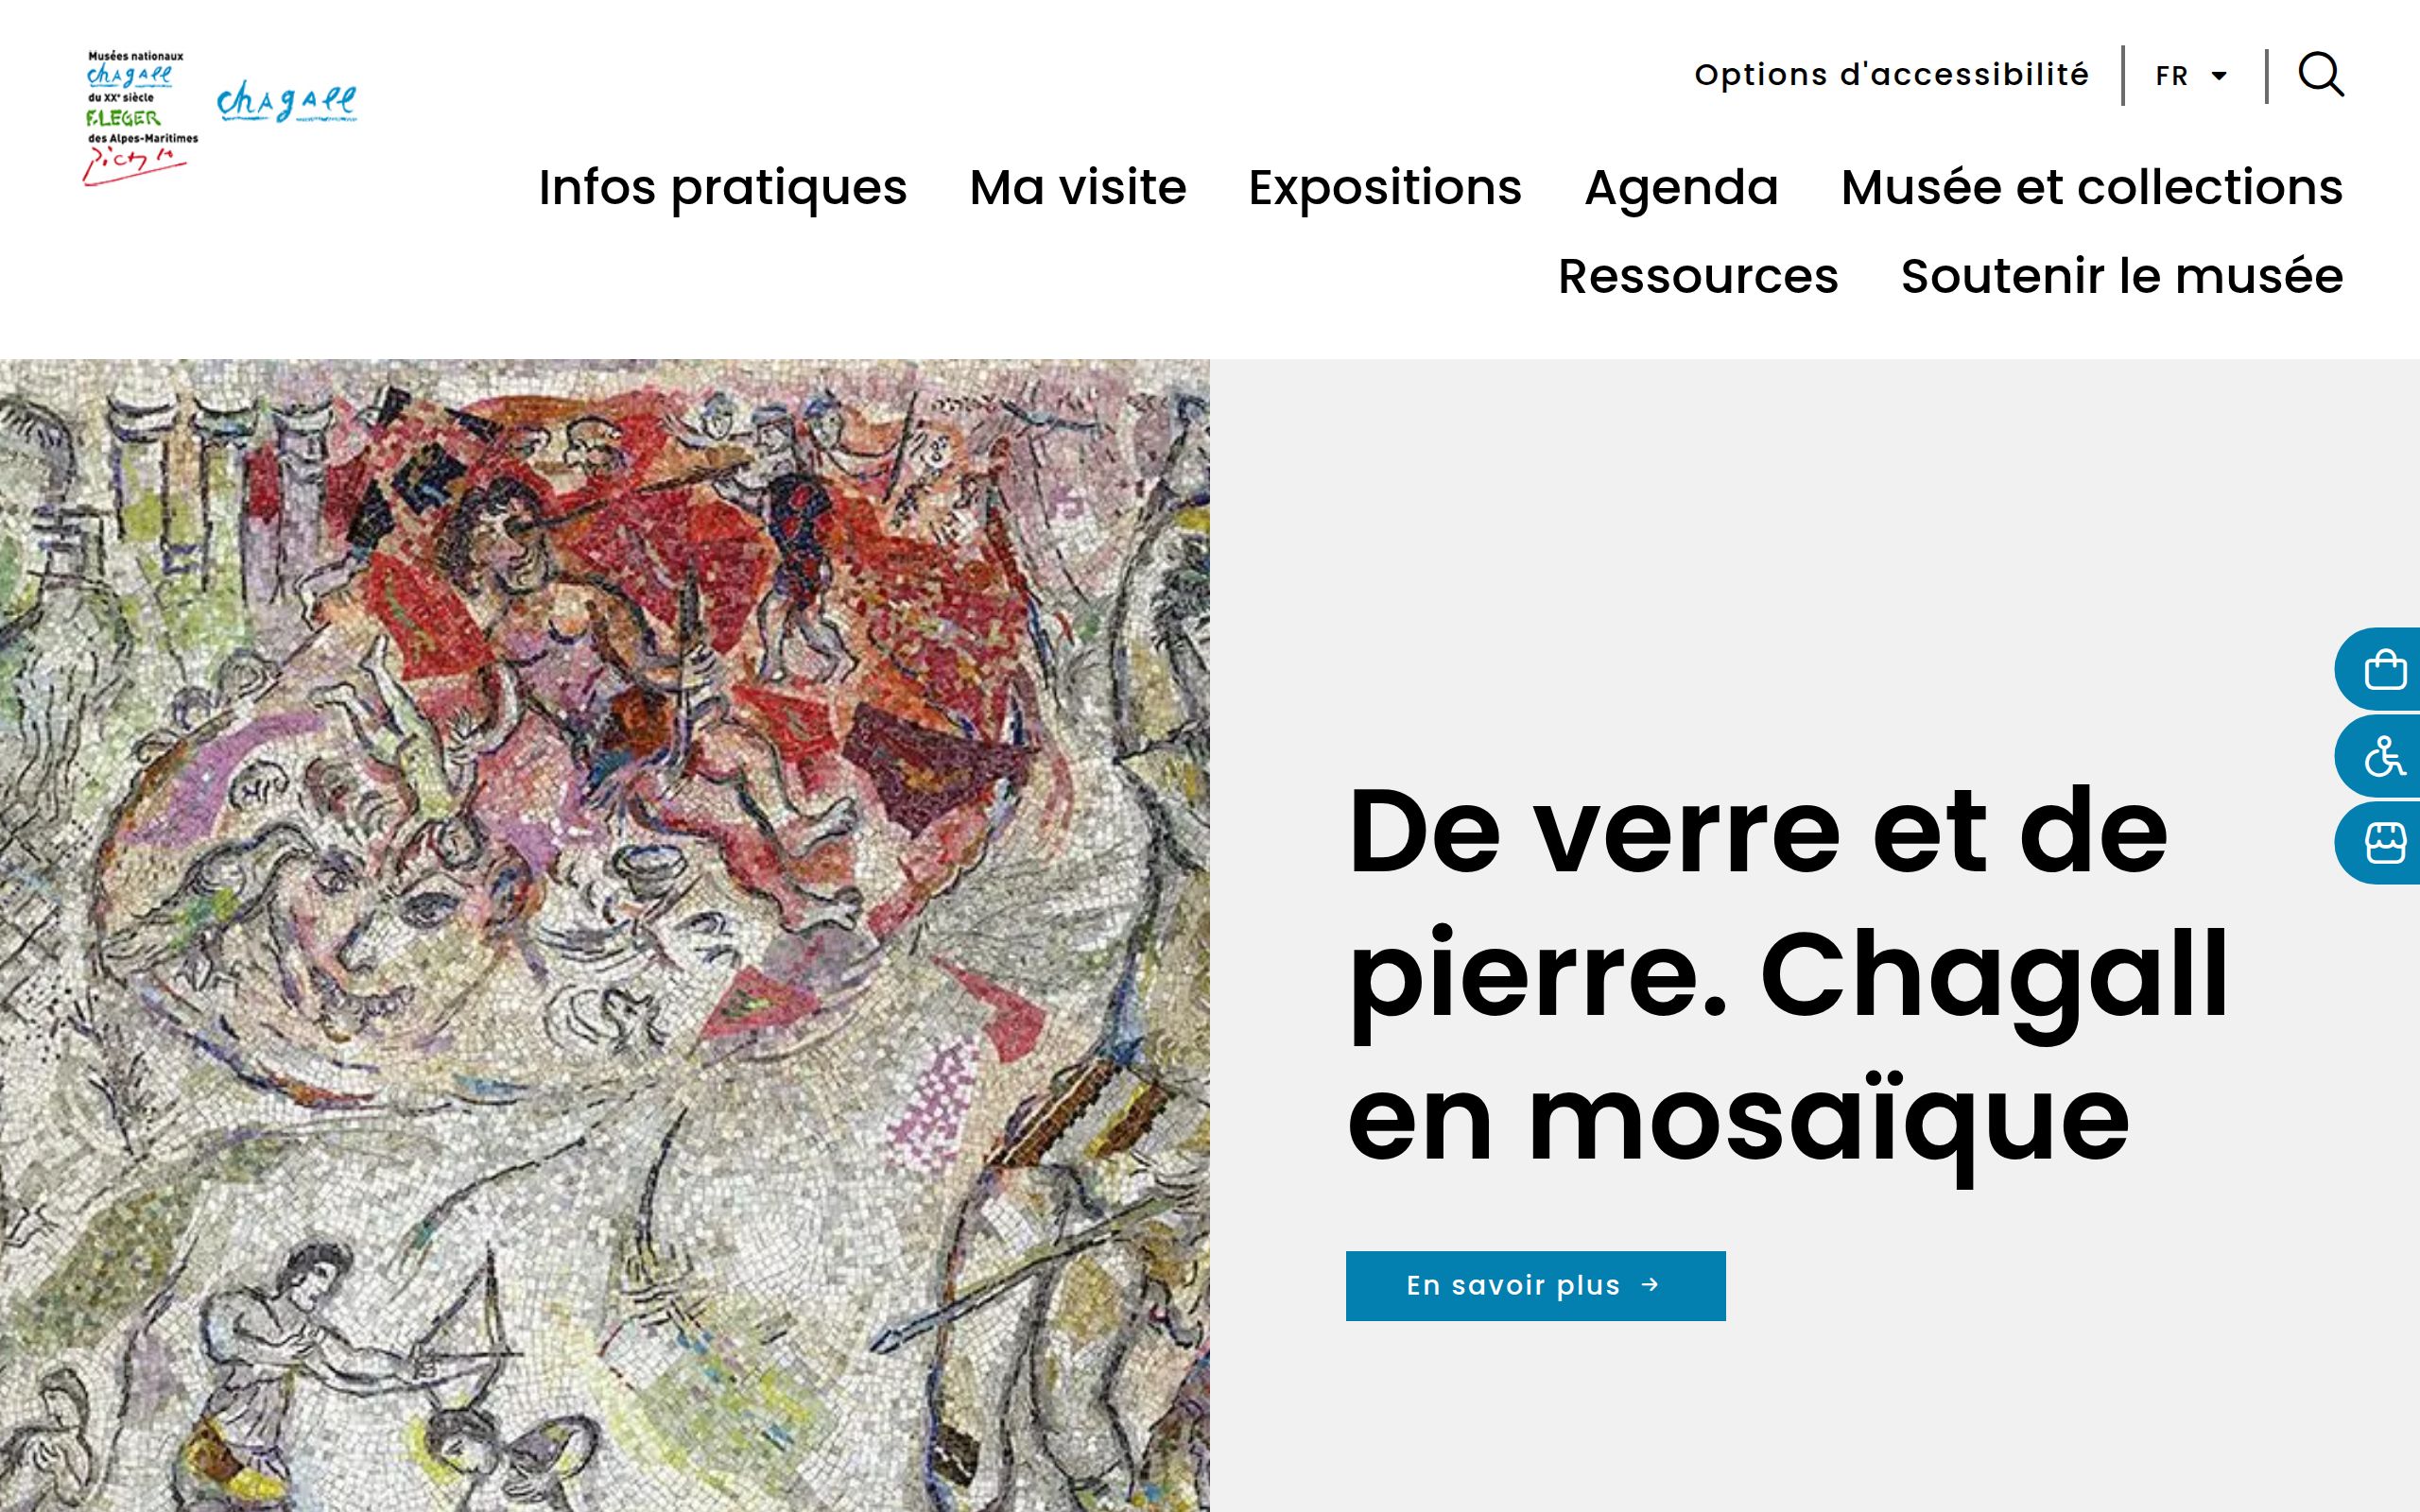 Musées nationaux
chagall
du XXe siècle
F.LEGER
des Alpes-Maritimes
Picasso
chagall
Options d'accessibilité
FR
Infos pratiques
Ma visite
Expositions
Agenda
Musée et collections
Ressources
Soutenir le musée
De verre et de
pierre. Chagall
en mosaïque
En savoir plus →